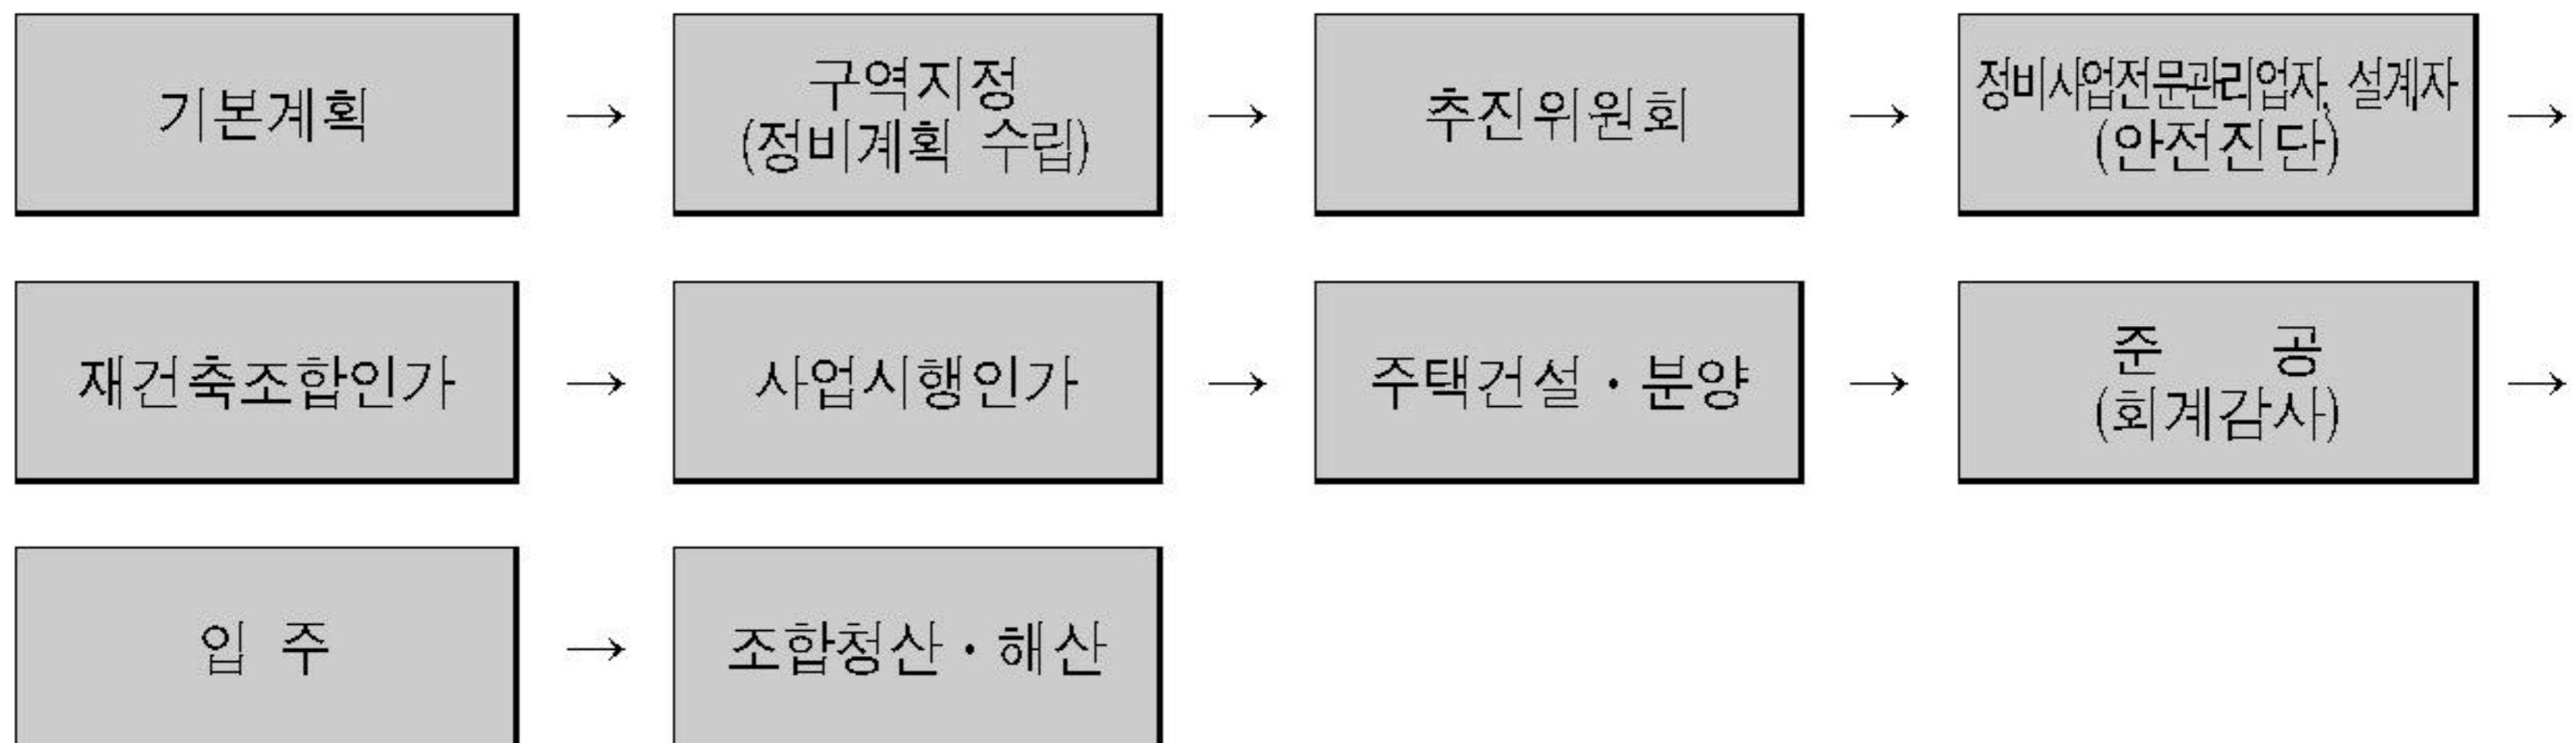 기본계획
→
구역지정
(정비계획 수립)
→
추진위원회
→
정비사업전문관리업자, 설계자
(안전진단)
→
재건축조합인가
→
사업시행인가
→
주택건설·분양
→
준 공
(회계감사)
→
입 주
→
조합청산·해산